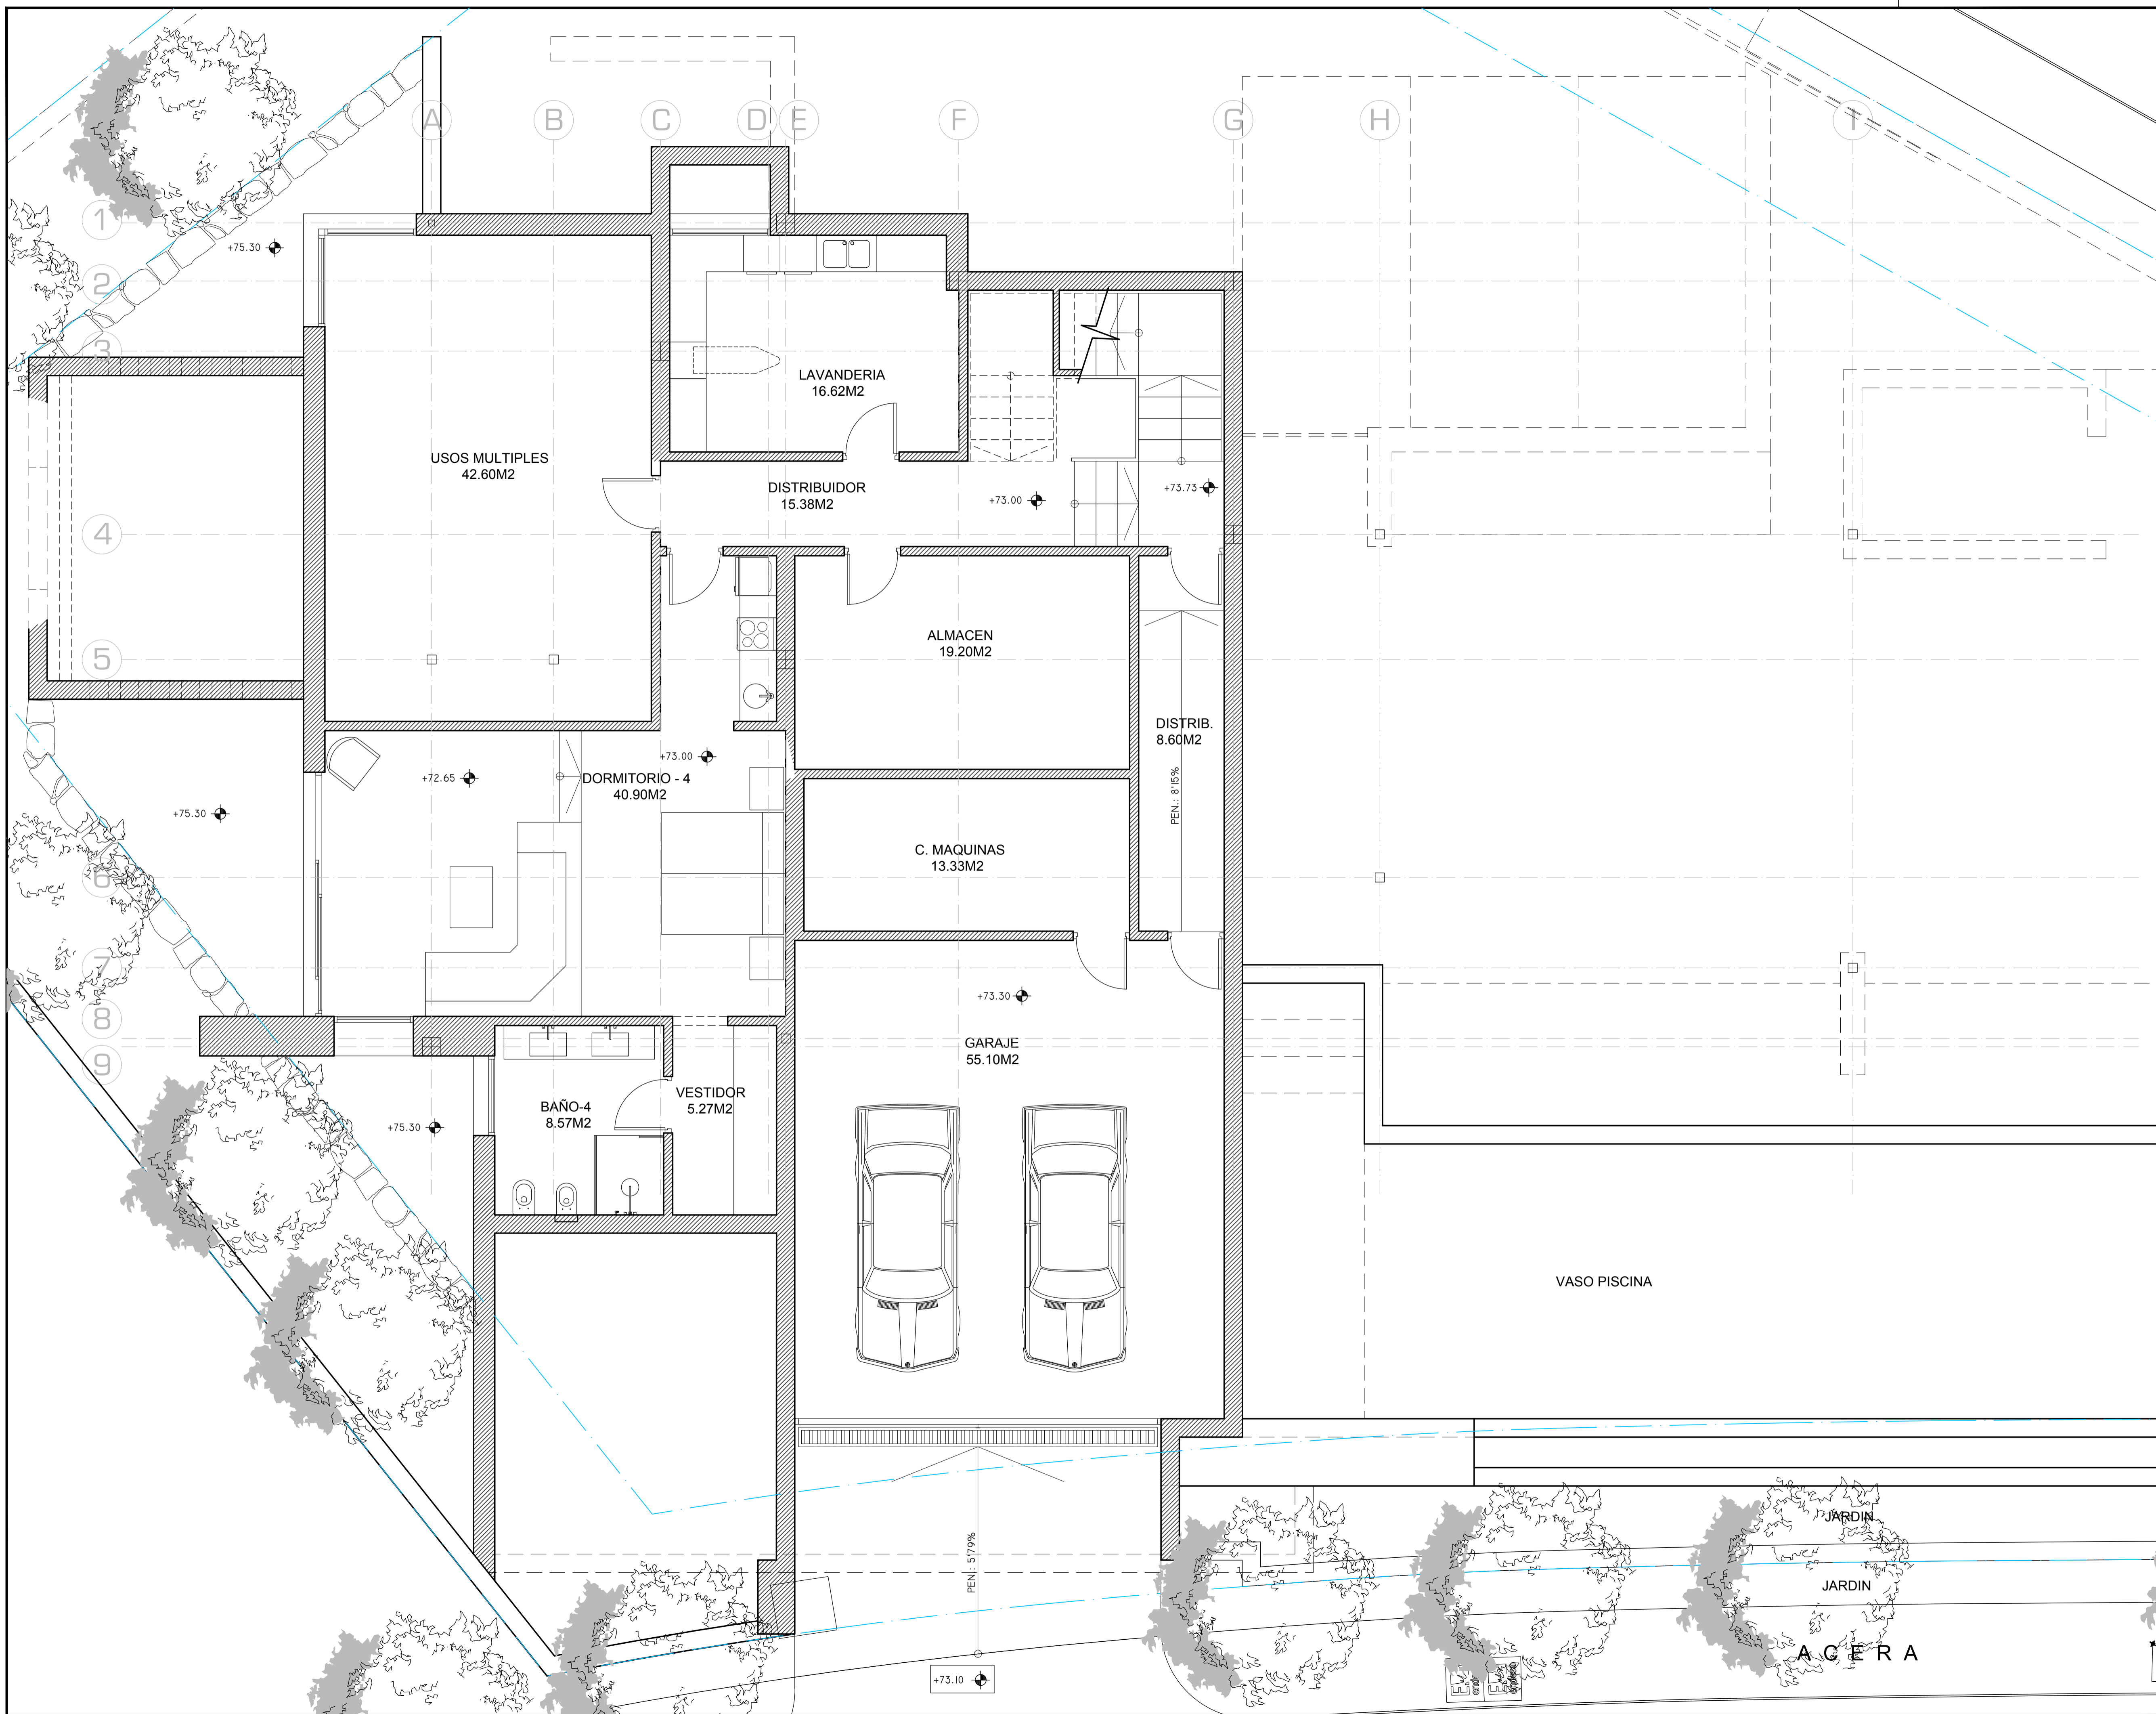 A B C D E F G H I
1
+75.30
2
3
LAVANDERIA
16.62M2
USOS MULTIPLES
42.60M2
DISTRIBUIDOR
15.38M2
+73.00
+73.73
4
ALMACEN
19.20M2
5
DISTRIB.
8.60M2
PEN.: 8'15%
+73.00
+72.65
DORMITORIO - 4
40.90M2
+75.30
C. MAQUINAS
13.33M2
6
7
+73.30
8
GARAJE
55.10M2
9
VESTIDOR
5.27M2
BAÑO-4
8.57M2
+75.30
VASO PISCINA
PEN.: 5'79%
JARDIN
JARDIN
ACERA
+73.10